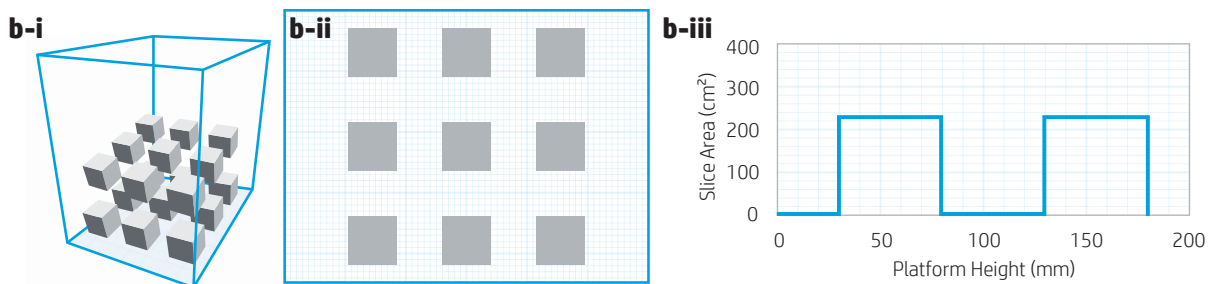 b-i
b-ii
b-iii
400
300
200
100
0
Slice Area (cm²)
0 50 100 150 200
Platform Height (mm)